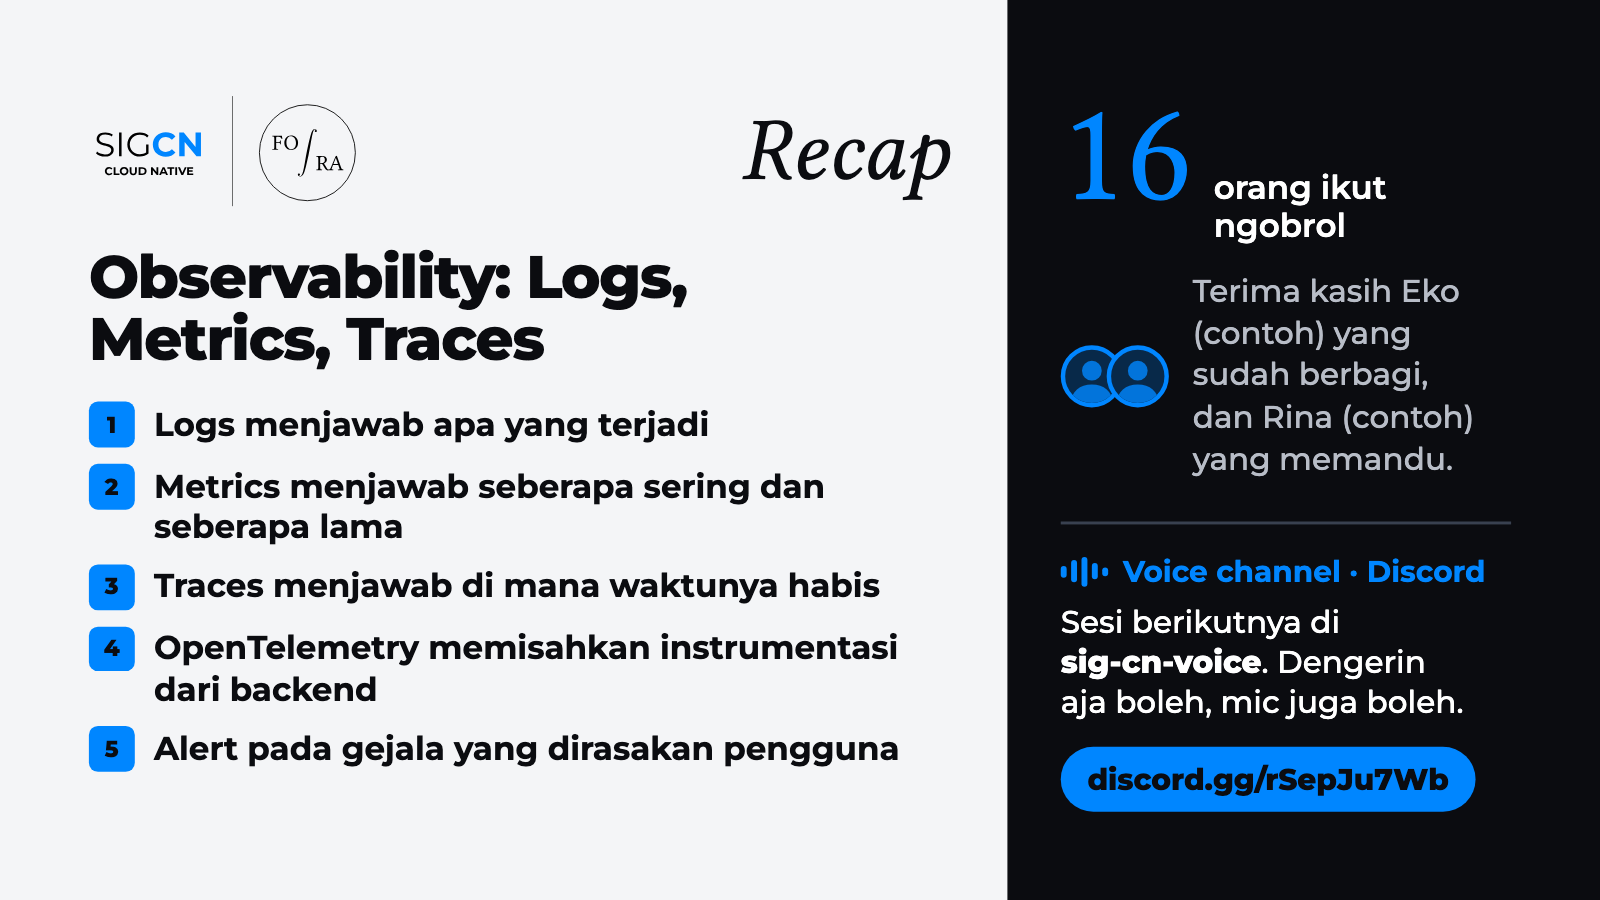 SIGCN
CLOUD NATIVE
FO
RA
Recap
Observability: Logs,
Metrics, Traces
1 Logs menjawab apa yang terjadi
2 Metrics menjawab seberapa sering dan
seberapa lama
3 Traces menjawab di mana waktunya habis
4 OpenTelemetry memisahkan instrumentasi
dari backend
5 Alert pada gejala yang dirasakan pengguna
16 orang ikut
ngobrol
Terima kasih Eko
(contoh) yang
sudah berbagi,
dan Rina (contoh)
yang memandu.
Voice channel · Discord
Sesi berikutnya di
sig-cn-voice. Dengerin
aja boleh, mic juga boleh.
discord.gg/rSepJu7Wb